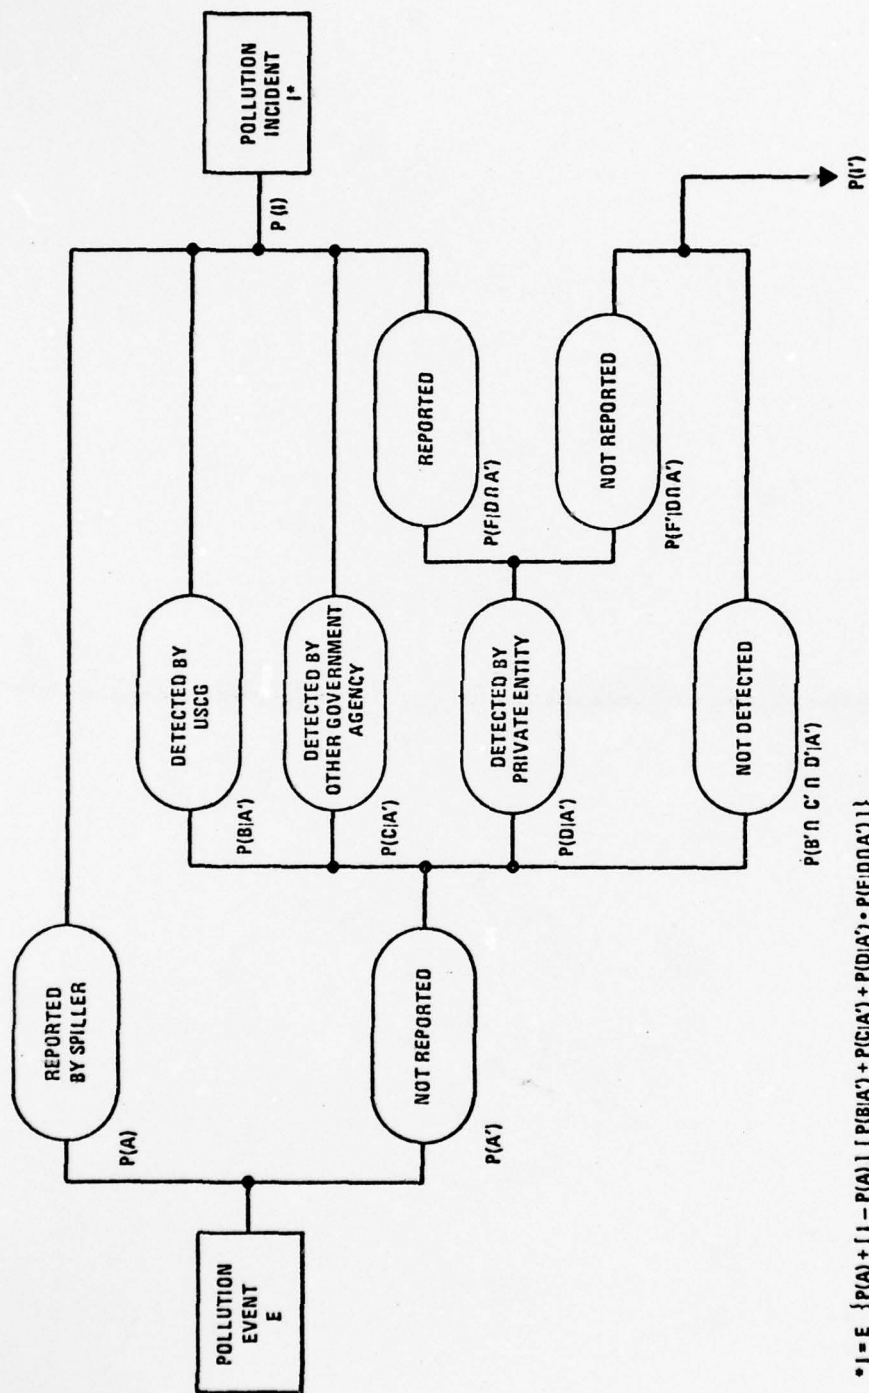 POLLUTION
EVENT
E
REPORTED
BY SPILLER
P(A)
NOT REPORTED
P(A')
DETECTED BY
USCG
P(B|A')
DETECTED BY
OTHER GOVERNMENT
AGENCY
P(C|A')
DETECTED BY
PRIVATE ENTITY
P(D|A')
NOT DETECTED
P(B' ∩ C' ∩ D'|A')
REPORTED
P(F|D∩A')
NOT REPORTED
P(F'|D∩A')
POLLUTION
INCIDENT
I*
P(I)
P(I')
*I = E {P(A) + [1 – P(A)] [P(B|A') + P(C|A') + P(D|A') • P(F|D∩A')]}